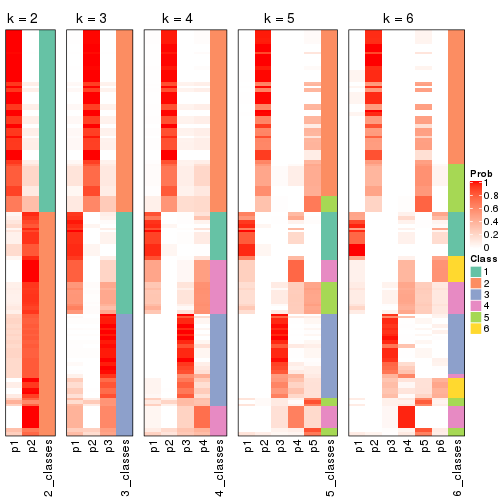 k = 2
k = 3
k = 4
k = 5
k = 6
p1
p2
2_classes
p1
p2
p3
3_classes
p1
p2
p3
p4
4_classes
p1
p2
p3
p4
p5
5_classes
p1
p2
p3
p4
p5
p6
6_classes
Prob
1
0.8
0.6
0.4
0.2
0
Class
1
2
3
4
5
6